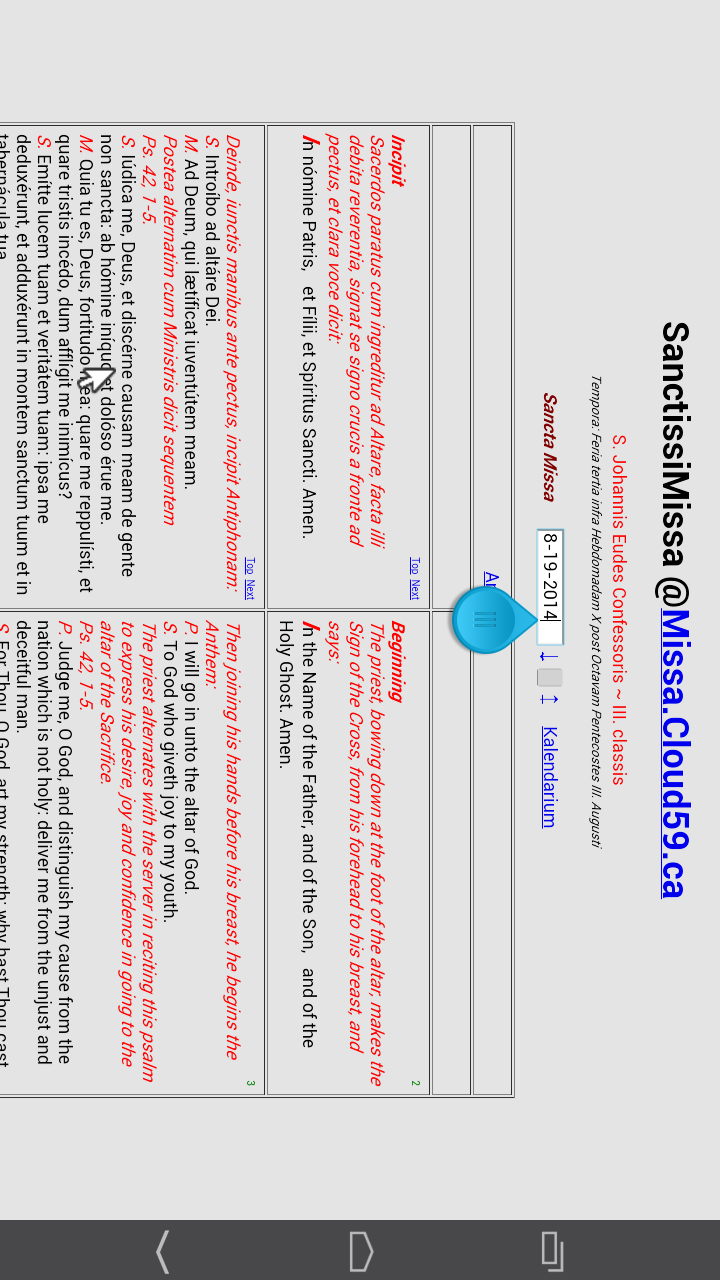 SanctissiMissa @Missa.Cloud59.ca
S. Johannis Eudes Confessoris ~ III. classis
Tempora: Feria tertia infra Hebdomadam X post Octavam Pentecostes III. Augusti
Sancta Missa 8-19-2014 ↓ ↑ Kalendarium
Top Next
Incipit
Sacerdos paratus cum ingreditur ad Altare, facta illi
debita reverentia, signat se signo crucis a fronte ad
pectus, et clara voce dicit:
In nómine Patris, et Fílii, et Spíritus Sancti. Amen.
2
Beginning
The priest, bowing down at the foot of the altar, makes the
Sign of the Cross, from his forehead to his breast, and
says:
In the Name of the Father, and of the Son, and of the
Holy Ghost. Amen.
Top Next
Deinde, iunctis manibus ante pectus, incipit Antiphonam:
S. Introíbo ad altáre Dei.
M. Ad Deum, qui lætíficat iuventútem meam.
Postea alternatim cum Ministris dicit sequentem
Ps. 42, 1-5.
S. Iúdica me, Deus, et discérne causam meam de gente
non sancta: ab hómine iníquo et dolóso érue me.
M. Quia tu es, Deus, fortitúdo mea: quare me reppulísti, et
quare tristis incédo, dum afflígit me inimícus?
S. Emítte lucem tuam et veritátem tuam: ipsa me
deduxérunt, et adduxérunt in montem sanctum tuum et in
tabernácula tua.
3
Then joining his hands before his breast, he begins the
Anthem:
P. I will go in unto the altar of God.
S. To God who giveth joy to my youth.
The priest alternates with the server in reciting this psalm
to express his desire, joy and confidence in going to the
altar of the Sacrifice.
Ps. 42, 1-5.
P. Judge me, O God, and distinguish my cause from the
nation which is not holy: deliver me from the unjust and
deceitful man.
S. For Thou, O God, art my strength: why hast Thou cast